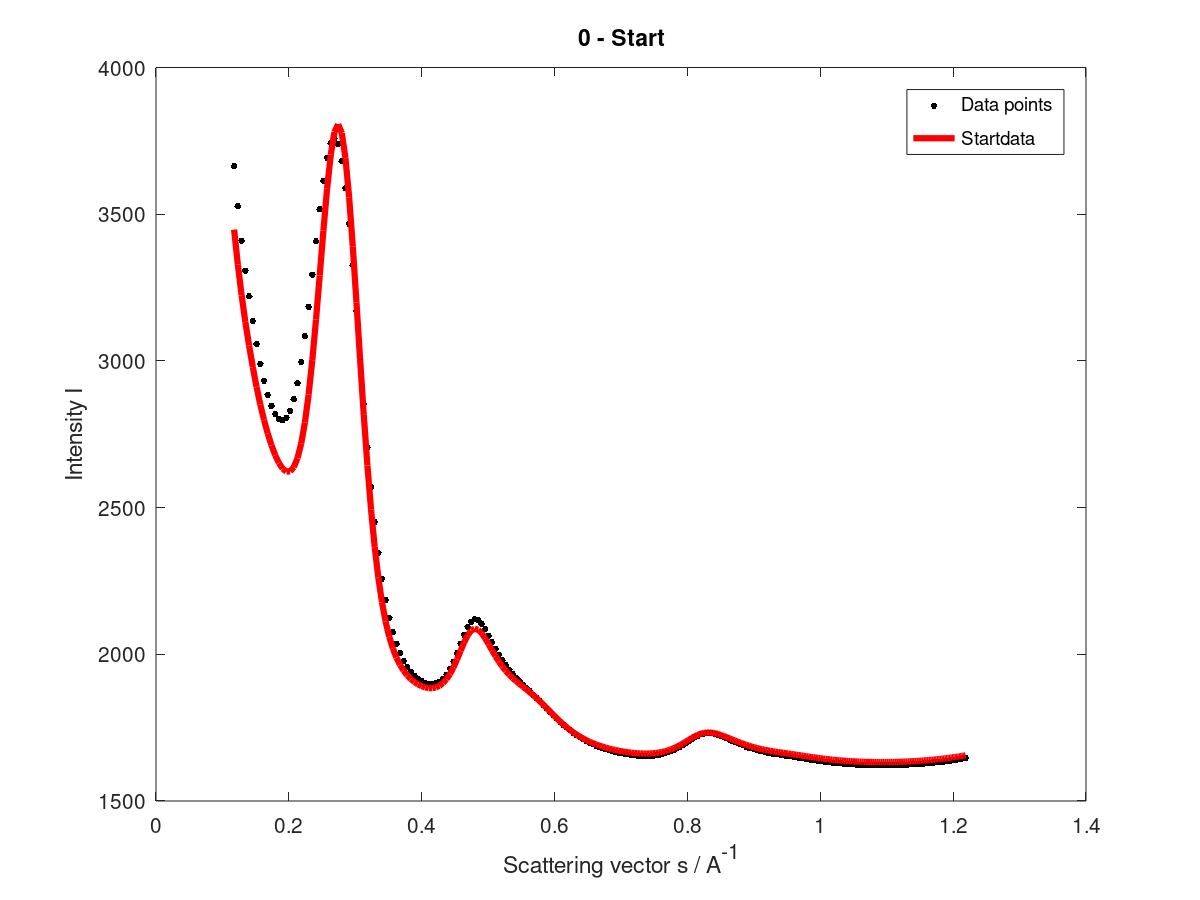 0 - Start
4000
3500
3000
2500
2000
1500
0 0.2 0.4 0.6 0.8 1 1.2 1.4
Intensity I
Scattering vector s / A^-1
Data points
Startdata